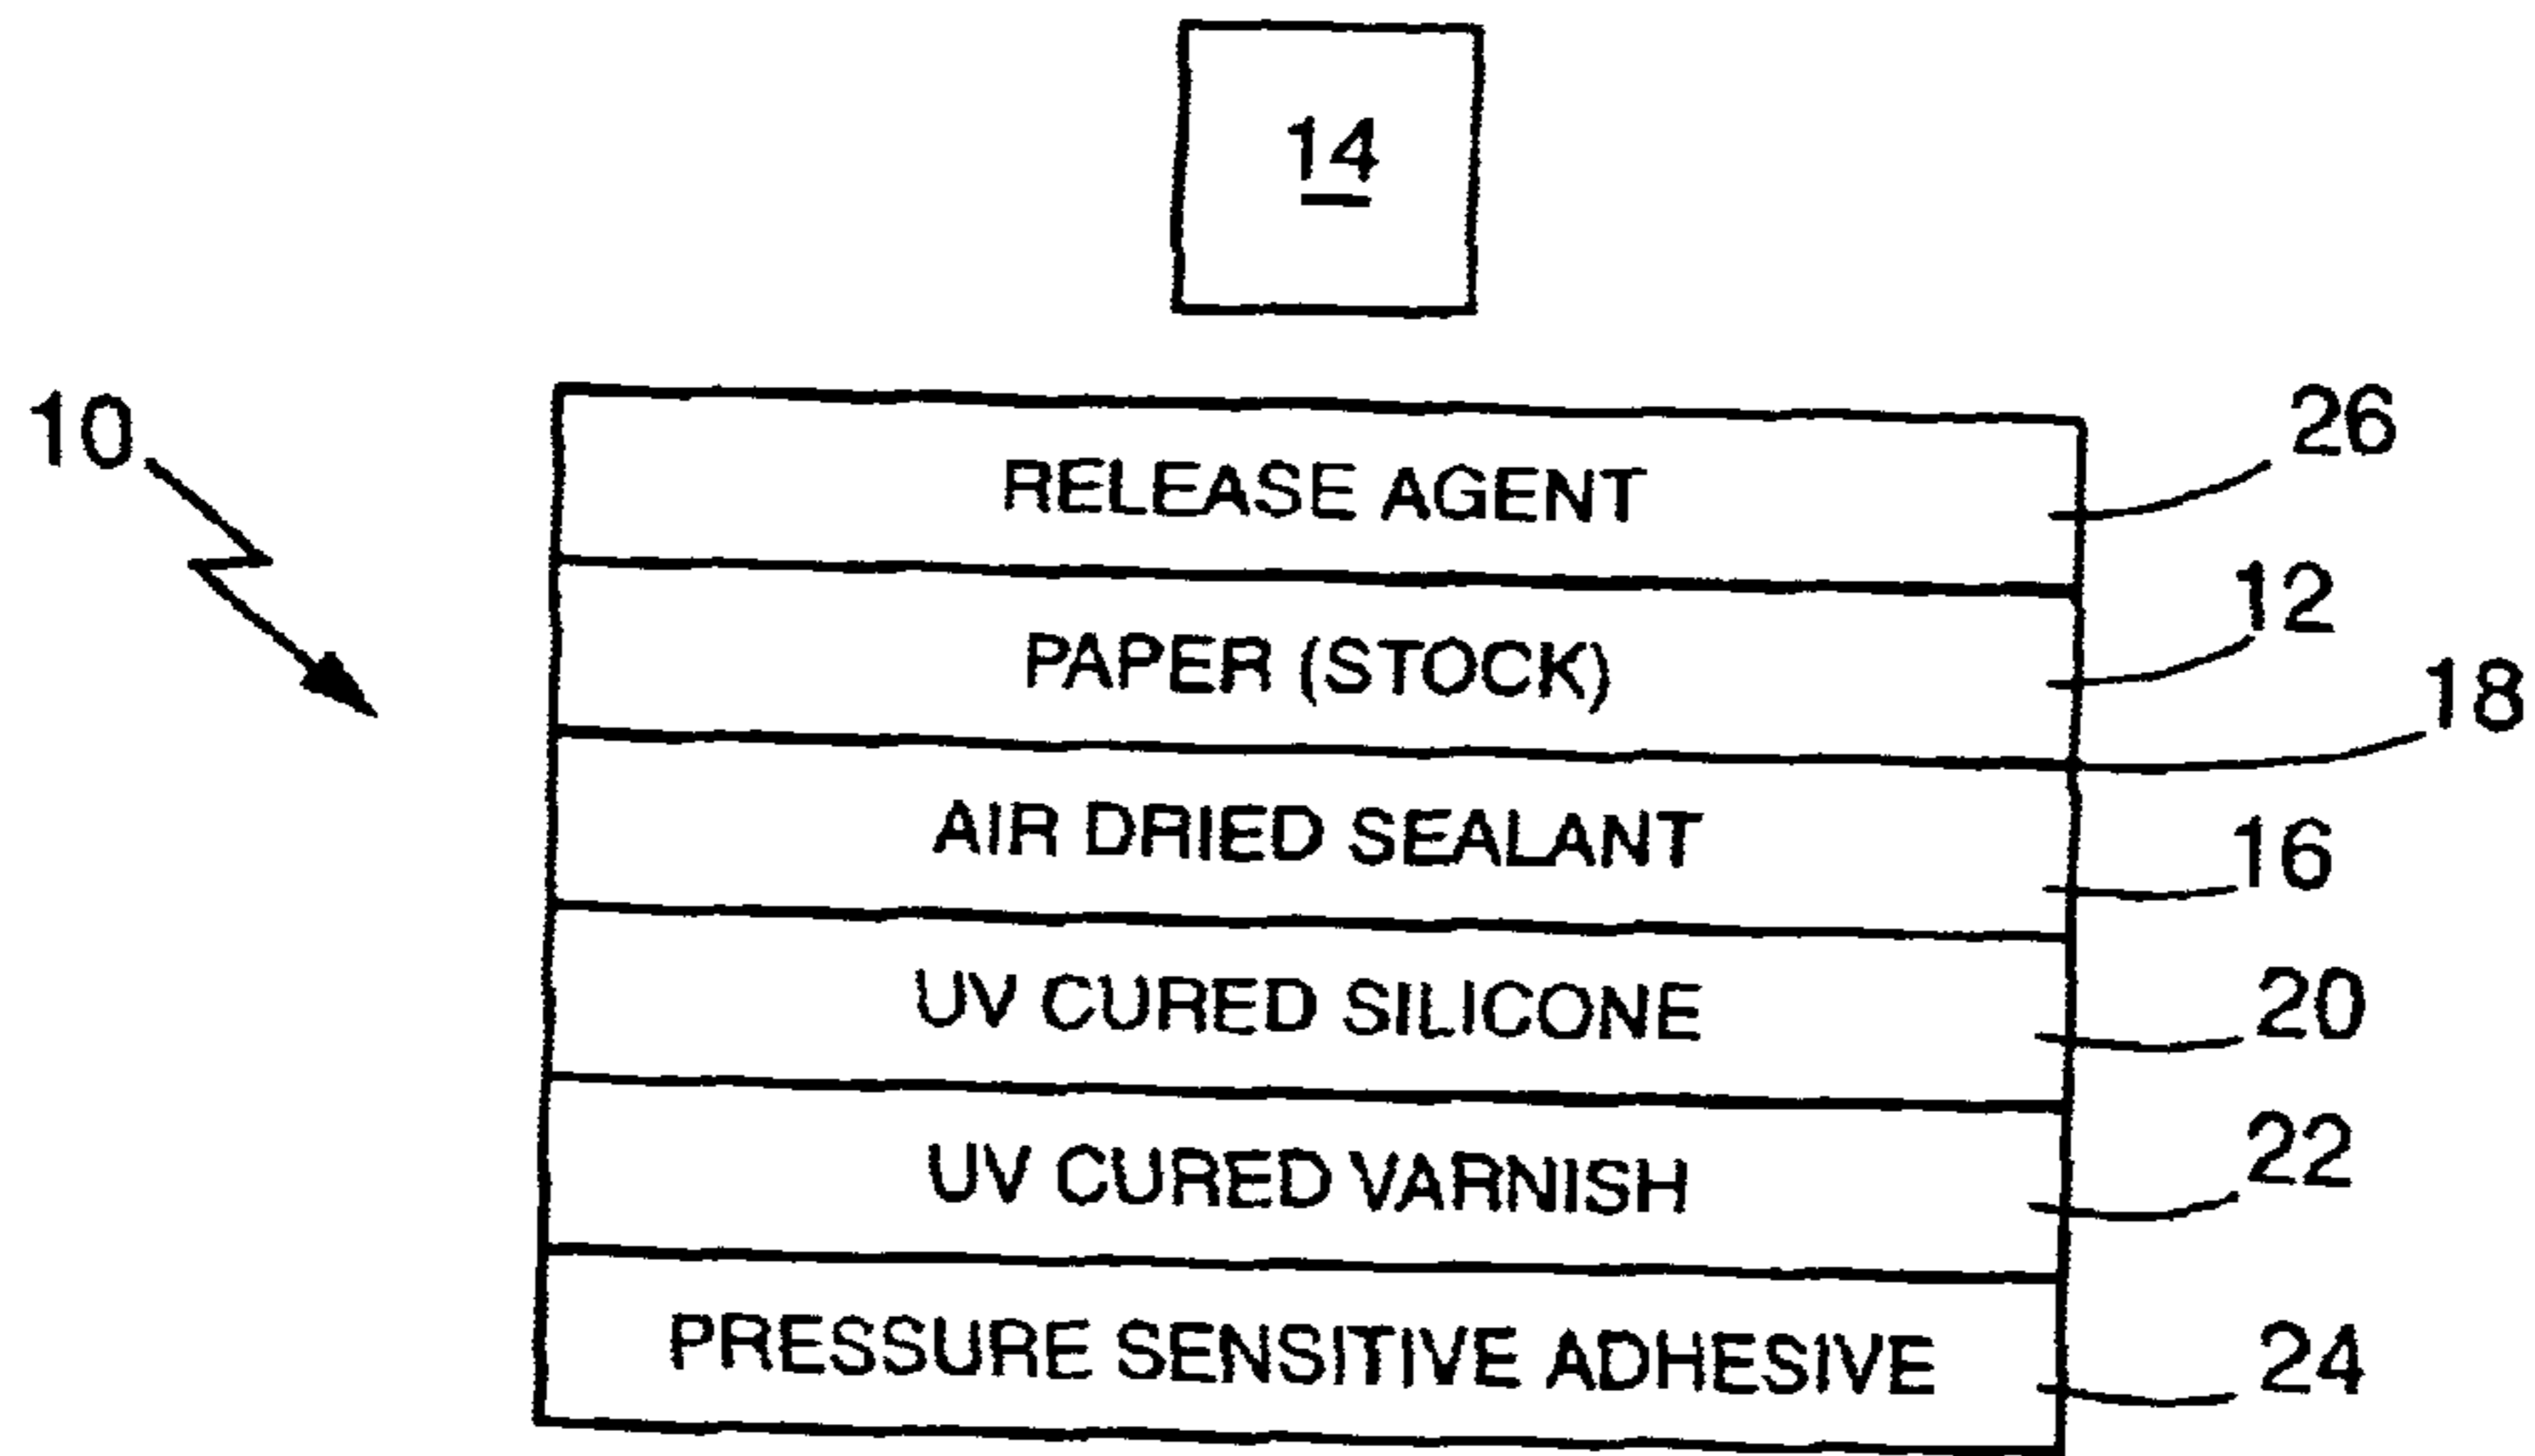 14
10
RELEASE AGENT 26
PAPER (STOCK) 12
18
AIR DRIED SEALANT 16
UV CURED SILICONE 20
UV CURED VARNISH 22
PRESSURE SENSITIVE ADHESIVE 24